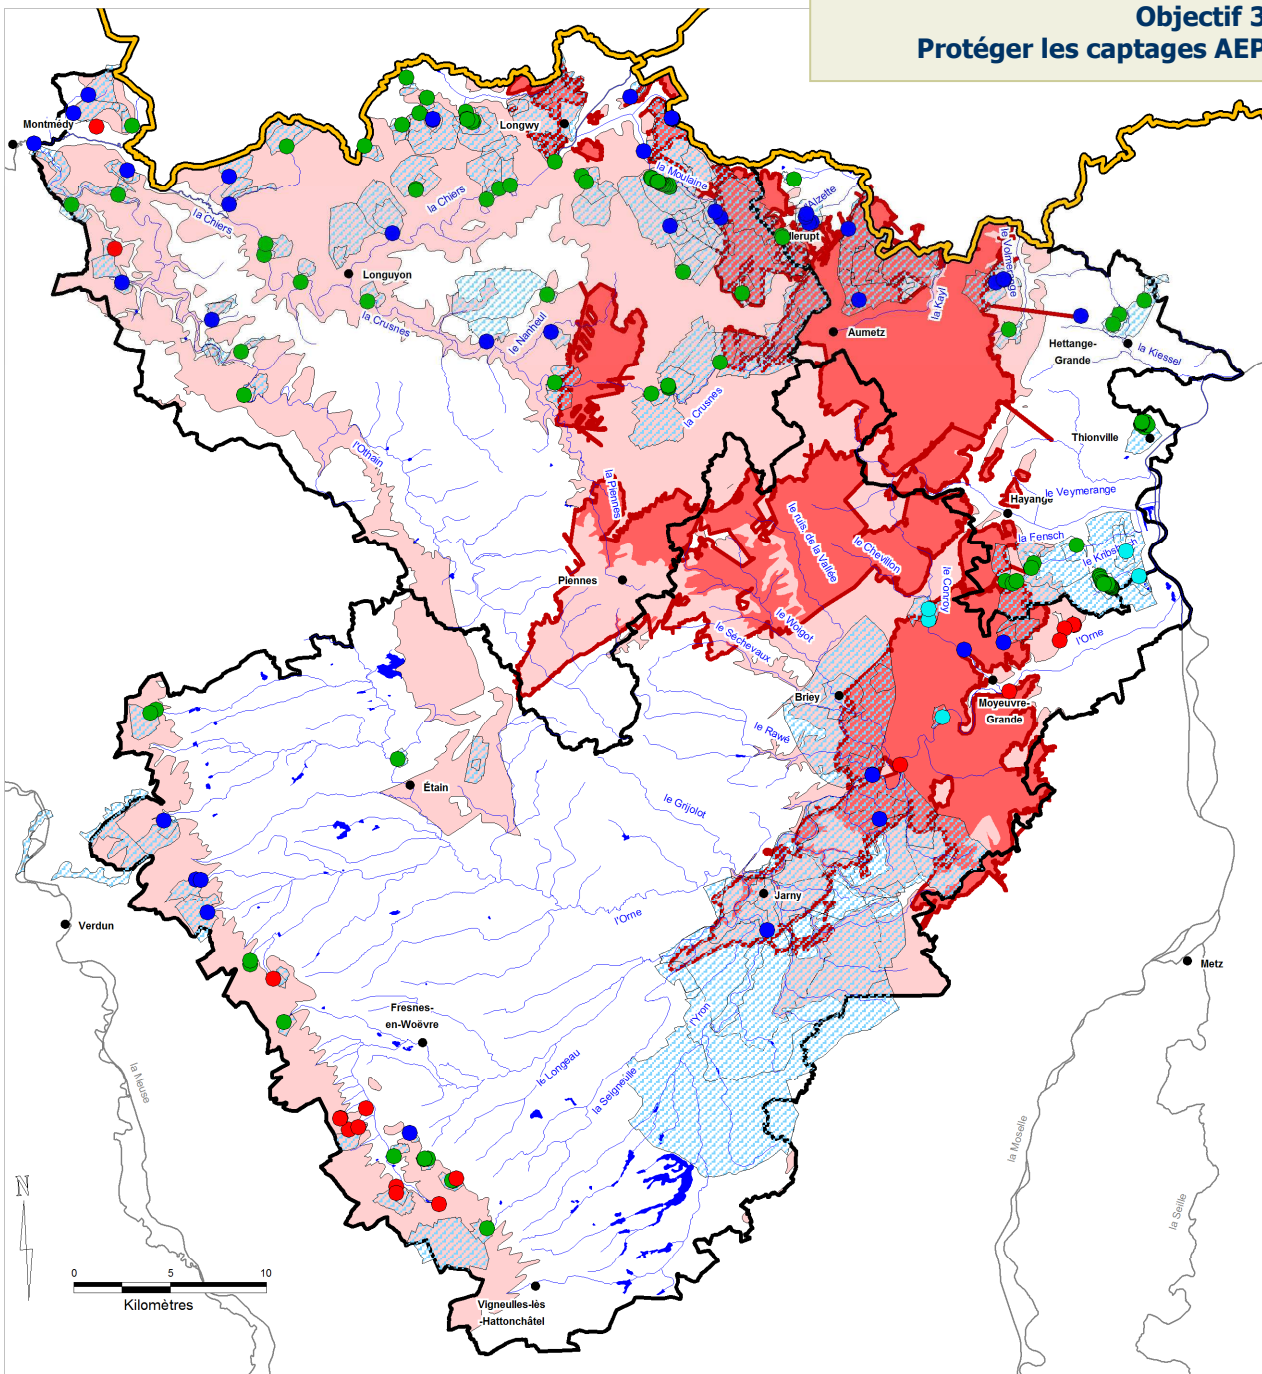 Objectif 3
Protéger les captages AEP
Montmédy
Longwy
la Moulaine
l'Alzette
la Chiers
la Chiers
llerupt
le Volmerange
Longuyon
la Kayl
la Crusnes
le Nanheul
Aumetz
Hettange-
Grande
la Kiessel
la Crusnes
Thionville
l'Othain
la Piennes
le Veymerange
Hayange
le ruis. de la Vallée
la Fensch
le Chevillon
Piennes
le Conroy
le Woigot
le Séchevaux
l'Orne
Briey
Moyeuvre-
Grande
le Rawé
Étain
le Grijolot
Jarny
l'Orne
Verdun
Metz
Fresnes-
en-Woëvre
l'Yron
le Longeau
la Seigneulle
la Meuse
la Moselle
la Seille
N
0 5 10
Kilomètres
Vigneulles-lès
-Hattonchâtel